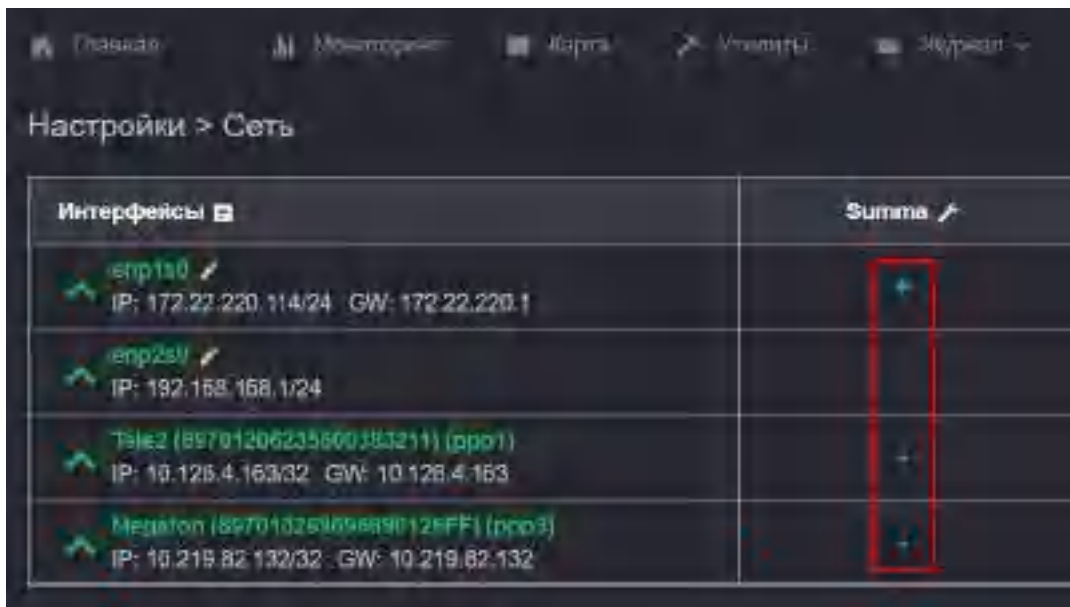 Главная Мониторинг Карта Утилиты Журнал
Настройки > Сеть
Интерфейсы Summa
enp1s0
IP: 172.22.220.114/24 GW: 172.22.220.1
enp2s0
IP: 192.168.168.1/24
Tele2 (ppp1)
IP: 10.126.4.163/32 GW: 10.126.4.163
Megafon (ppp3)
IP: 10.219.82.132/32 GW: 10.219.82.132